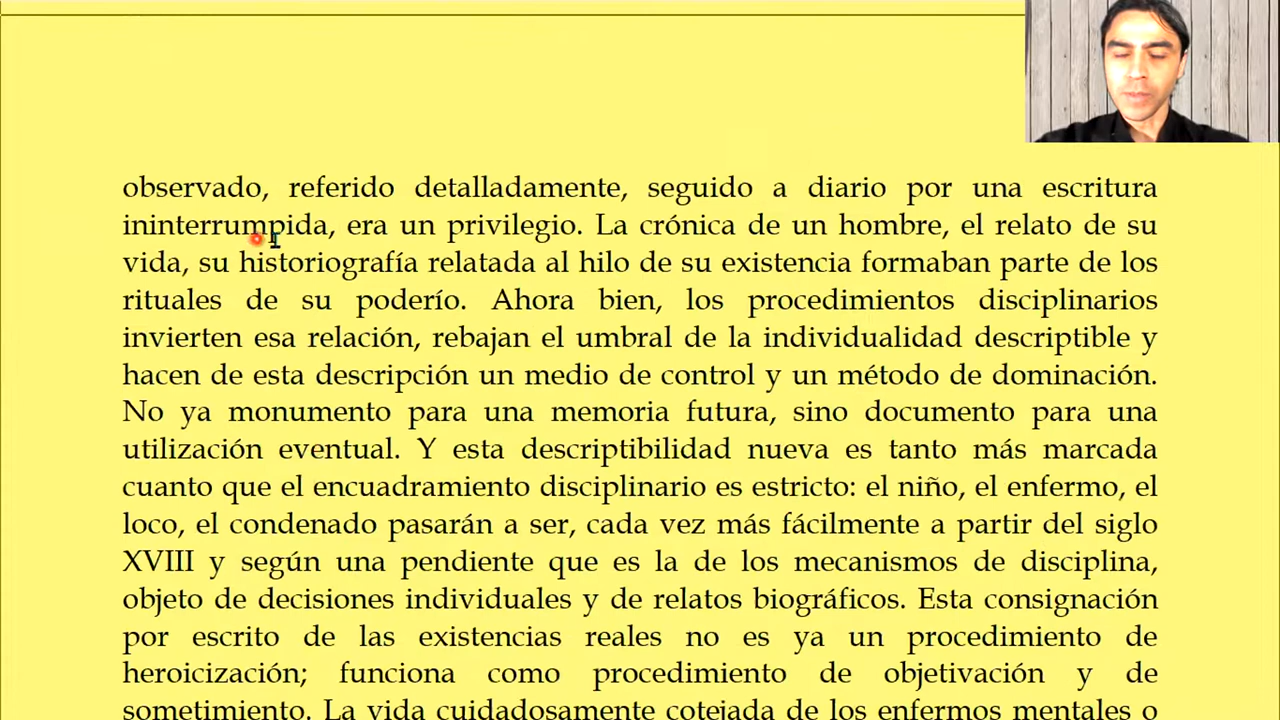 observado, referido detalladamente, seguido a diario por una escritura
ininterrumpida, era un privilegio. La crónica de un hombre, el relato de su
vida, su historiografía relatada al hilo de su existencia formaban parte de los
rituales de su poderío. Ahora bien, los procedimientos disciplinarios
invierten esa relación, rebajan el umbral de la individualidad descriptible y
hacen de esta descripción un medio de control y un método de dominación.
No ya monumento para una memoria futura, sino documento para una
utilización eventual. Y esta descriptibilidad nueva es tanto más marcada
cuanto que el encuadramiento disciplinario es estricto: el niño, el enfermo, el
loco, el condenado pasarán a ser, cada vez más fácilmente a partir del siglo
XVIII y según una pendiente que es la de los mecanismos de disciplina,
objeto de decisiones individuales y de relatos biográficos. Esta consignación
por escrito de las existencias reales no es ya un procedimiento de
heroicización; funciona como procedimiento de objetivación y de
sometimiento. La vida cuidadosamente cotejada de los enfermos mentales o